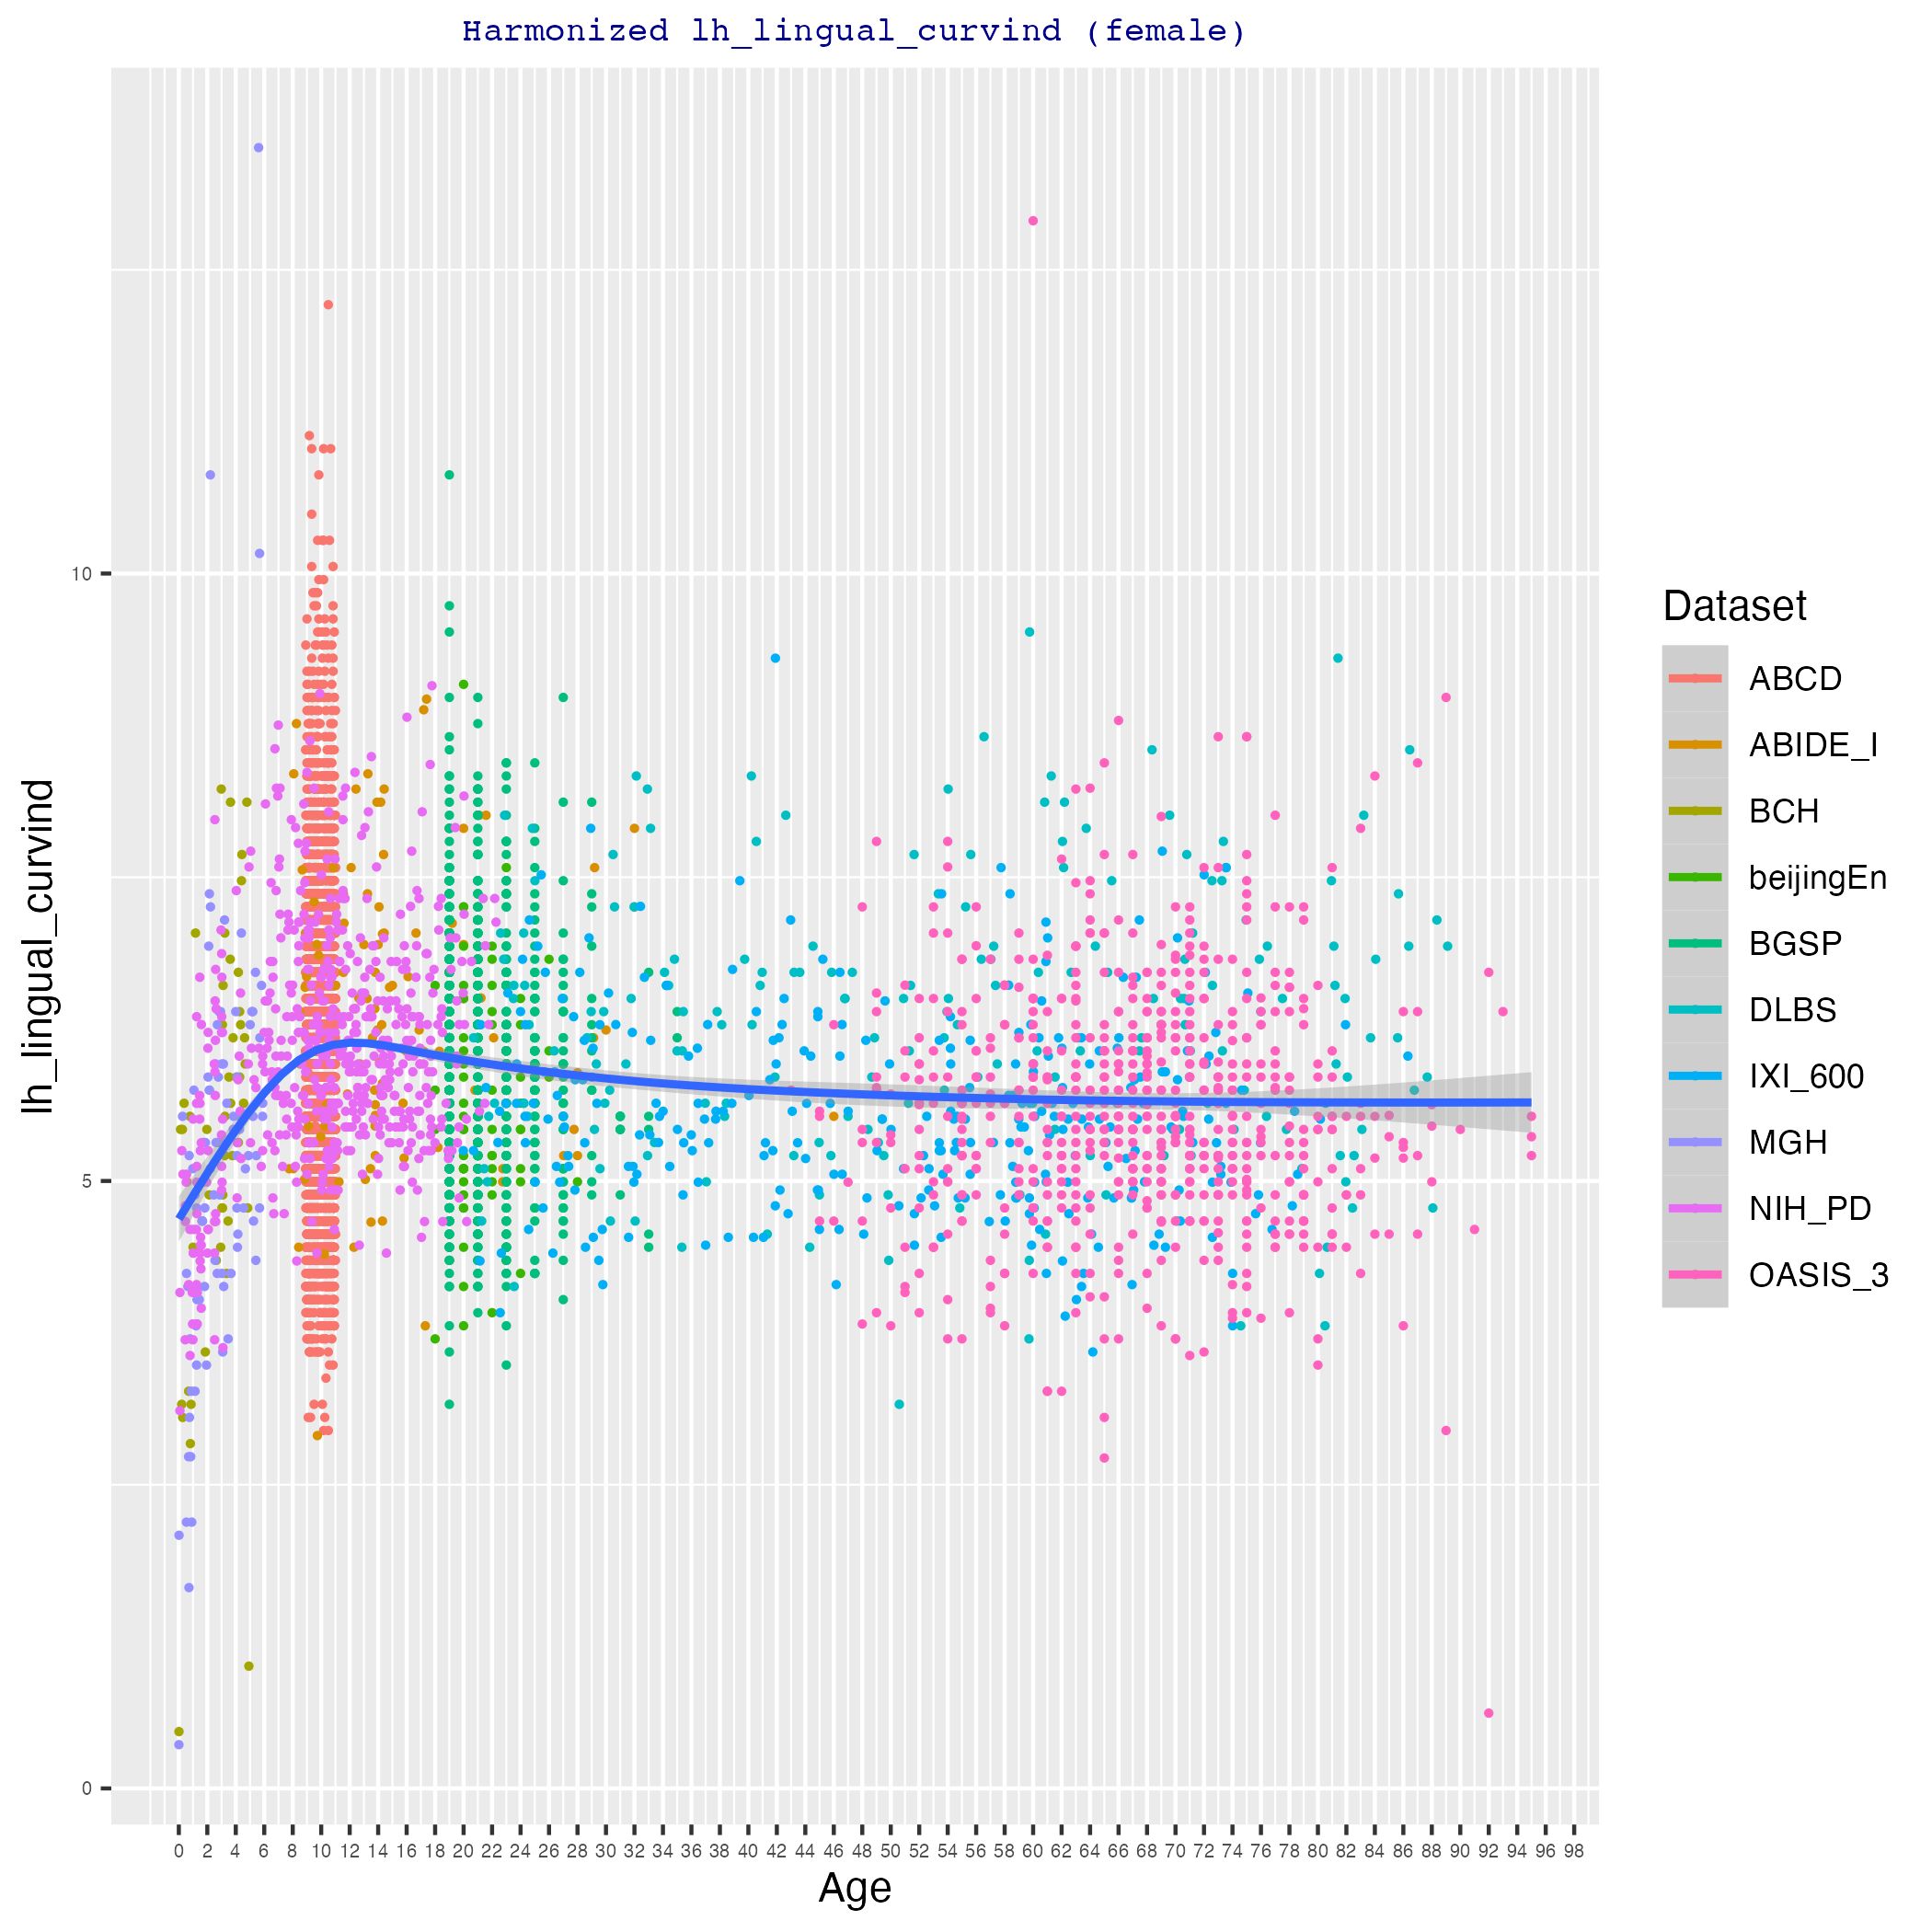 Harmonized lh_lingual_curvind (female)
lh_lingual_curvind
10
5
0
0 2 4 6 8 10 12 14 16 18 20 22 24 26 28 30 32 34 36 38 40 42 44 46 48 50 52 54 56 58 60 62 64 66 68 70 72 74 76 78 80 82 84 86 88 90 92 94 96 98
Age
Dataset
ABCD
ABIDE_I
BCH
beijingEn
BGSP
DLBS
IXI_600
MGH
NIH_PD
OASIS_3